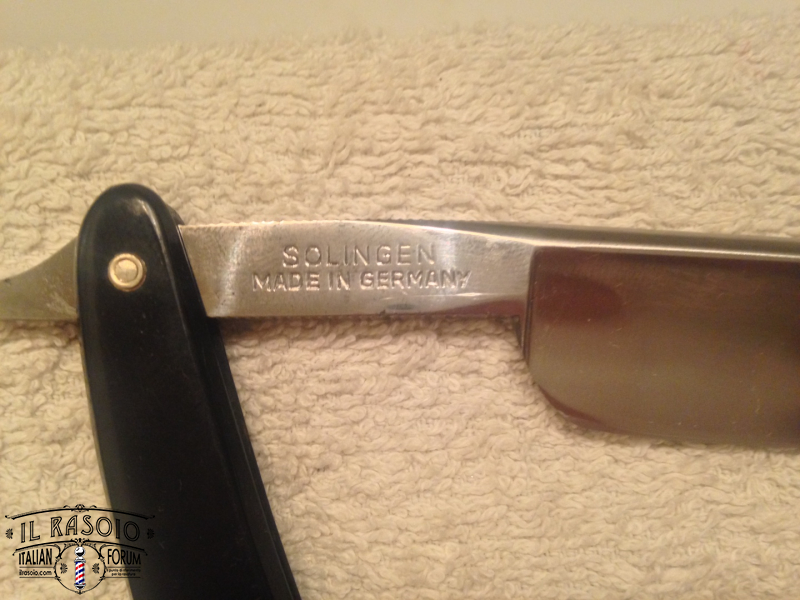 SOLINGEN
MADE IN GERMANY
IL RASOIO
ITALIAN FORUM
ilrasoio.com